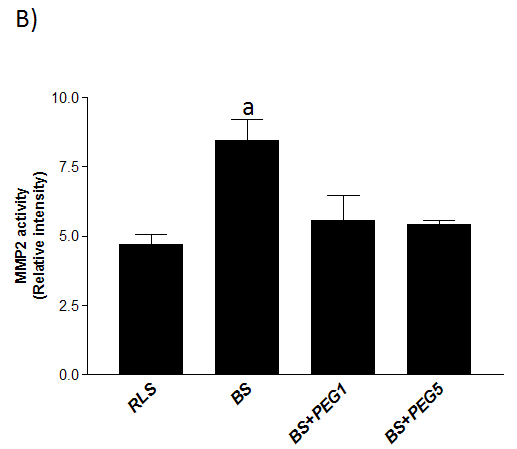 B)
a
10.0
7.5
5.0
2.5
0.0
MMP2 activity
(Relative intensity)
RLS
BS
BS+PEG1
BS+PEG5